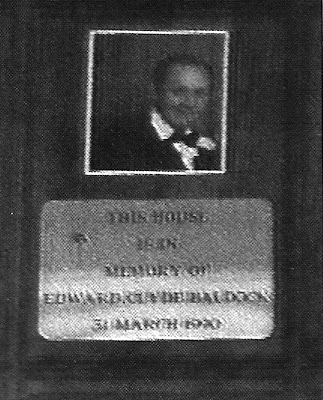 THIS HOUSE
IS IN
MEMORY OF
EDWARD CLYDE BALDOCK
31 MARCH 1990